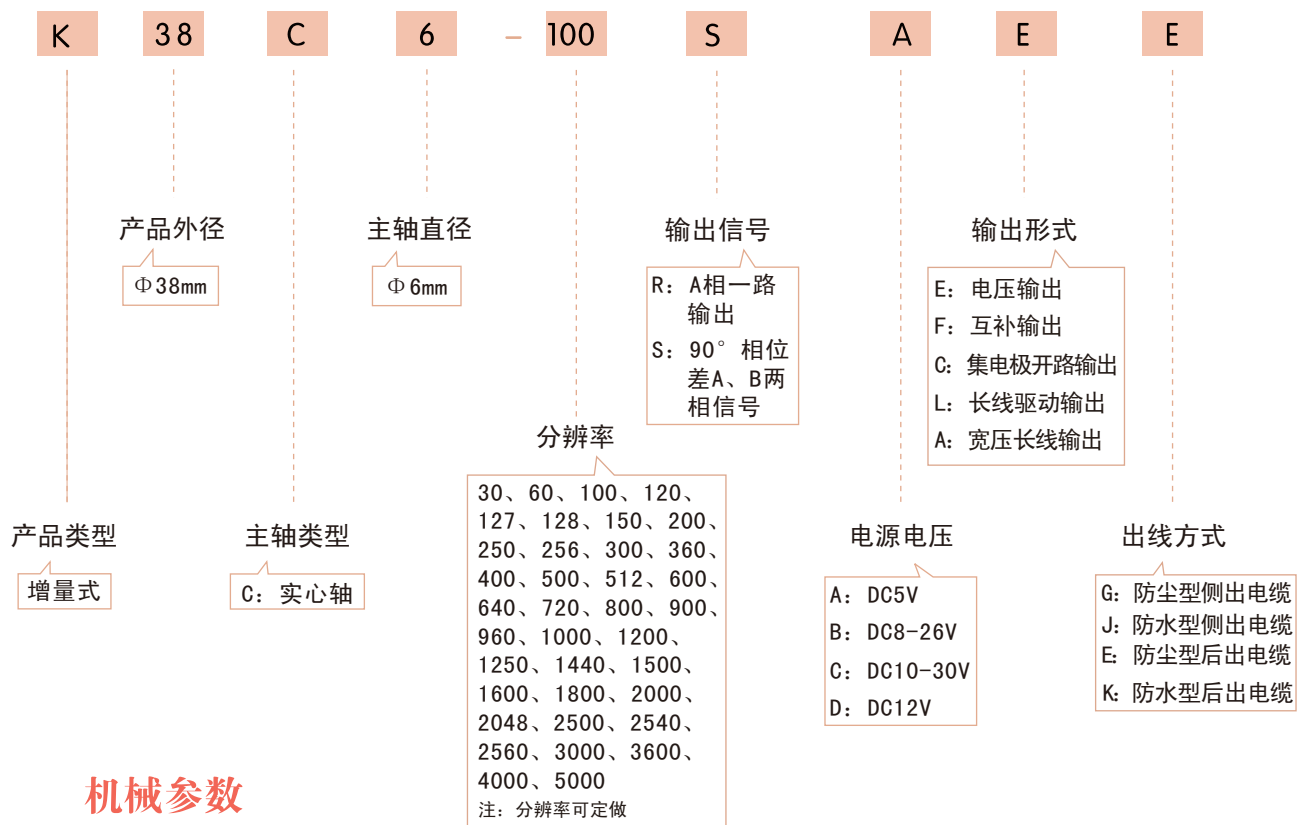 K 38 C 6 - 100 S A E E
产品外径
Φ38mm
主轴直径
Φ6mm
输出信号
R: A相一路
输出
S: 90°相位
差A、B两
相信号
输出形式
E: 电压输出
F: 互补输出
C: 集电极开路输出
L: 长线驱动输出
A: 宽压长线输出
分辨率
30、60、100、120、
127、128、150、200、
250、256、300、360、
400、500、512、600、
640、720、800、900、
960、1000、1200、
1250、1440、1500、
1600、1800、2000、
2048、2500、2540、
2560、3000、3600、
4000、5000
注: 分辨率可定做
产品类型
增量式
主轴类型
C: 实心轴
电源电压
A: DC5V
B: DC8-26V
C: DC10-30V
D: DC12V
出线方式
G: 防尘型侧出电缆
J: 防水型侧出电缆
E: 防尘型后出电缆
K: 防水型后出电缆
机械参数